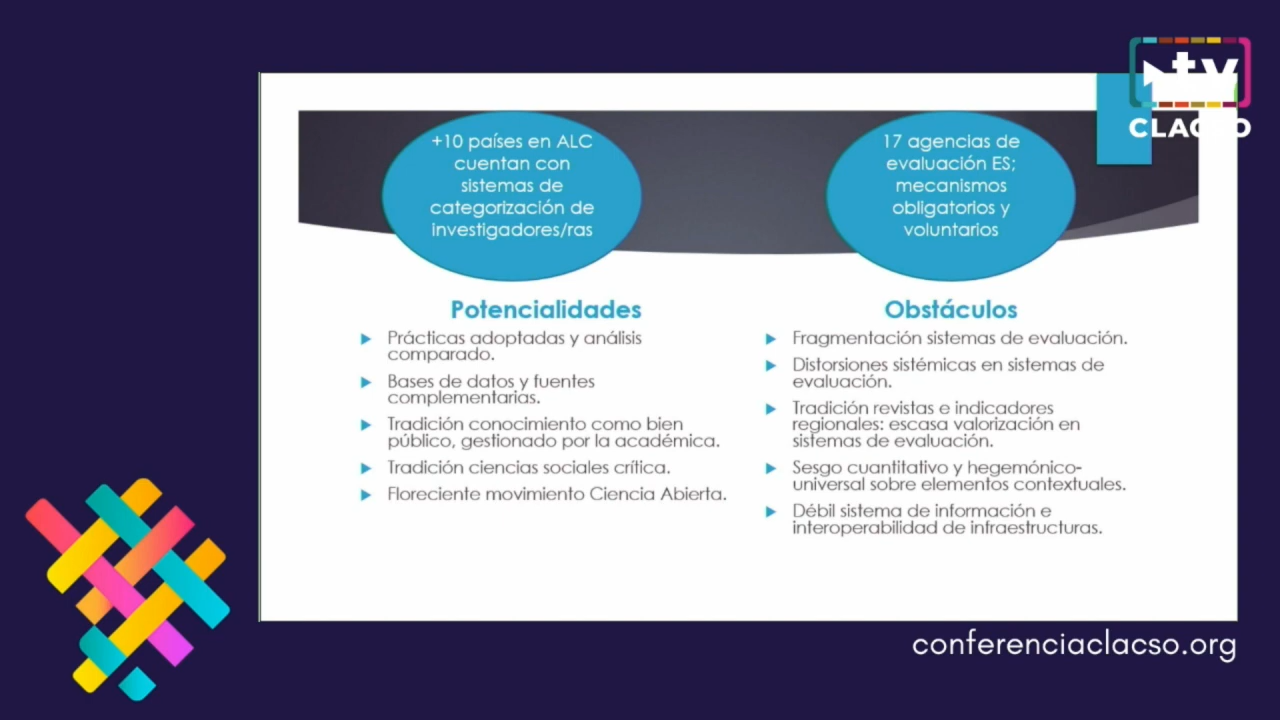 tv
CLACSO
+10 países en ALC
cuentan con
sistemas de
categorización de
investigadores/ras
17 agencias de
evaluación ES;
mecanismos
obligatorios y
voluntarios
Potencialidades
Prácticas adoptadas y análisis
comparado.
Bases de datos y fuentes
complementarias.
Tradición conocimiento como bien
público, gestionado por la académica.
Tradición ciencias sociales crítica.
Floreciente movimiento Ciencia Abierta.
Obstáculos
Fragmentación sistemas de evaluación.
Distorsiones sistémicas en sistemas de
evaluación.
Tradición revistas e indicadores
regionales: escasa valorización en
sistemas de evaluación.
Sesgo cuantitativo y hegemónico-
universal sobre elementos contextuales.
Débil sistema de información e
interoperabilidad de infraestructuras.
conferenciaclacso.org